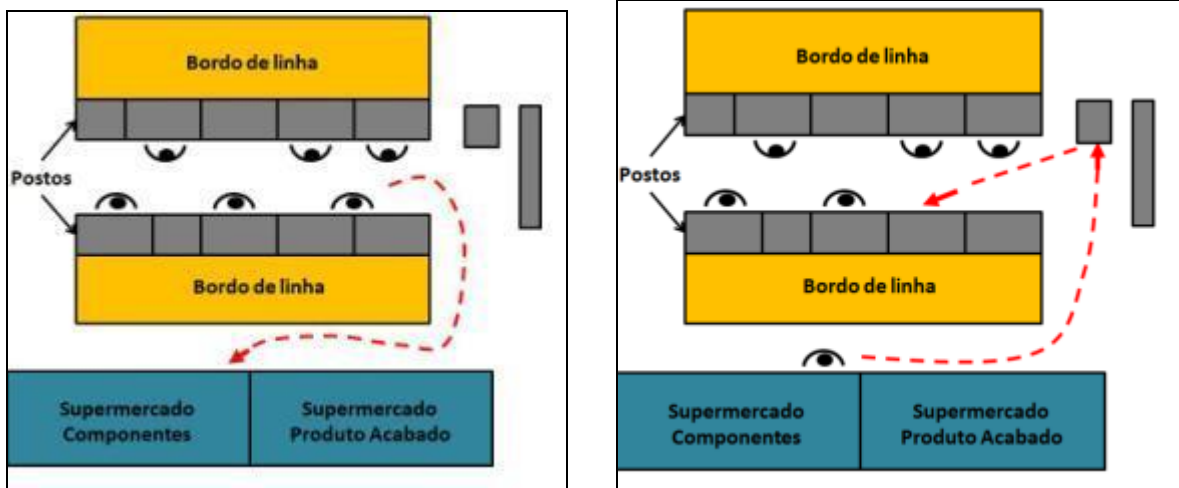 Bordo de linha
Postos
Bordo de linha
Supermercado
Componentes
Supermercado
Produto Acabado
Bordo de linha
Postos
Bordo de linha
Supermercado
Componentes
Supermercado
Produto Acabado